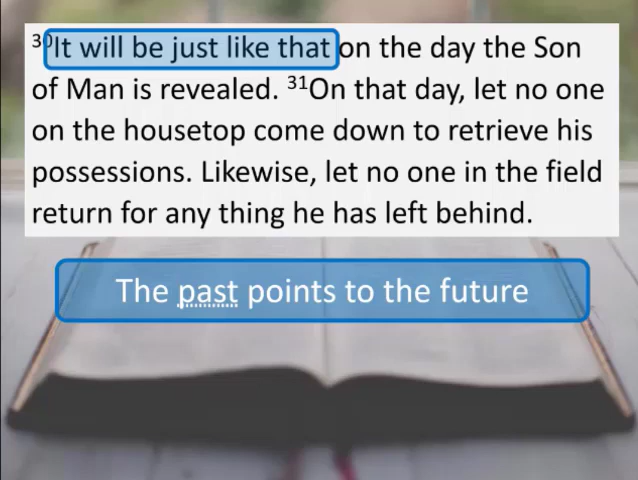 30It will be just like that on the day the Son
of Man is revealed. 31On that day, let no one
on the housetop come down to retrieve his
possessions. Likewise, let no one in the field
return for any thing he has left behind.
The past points to the future